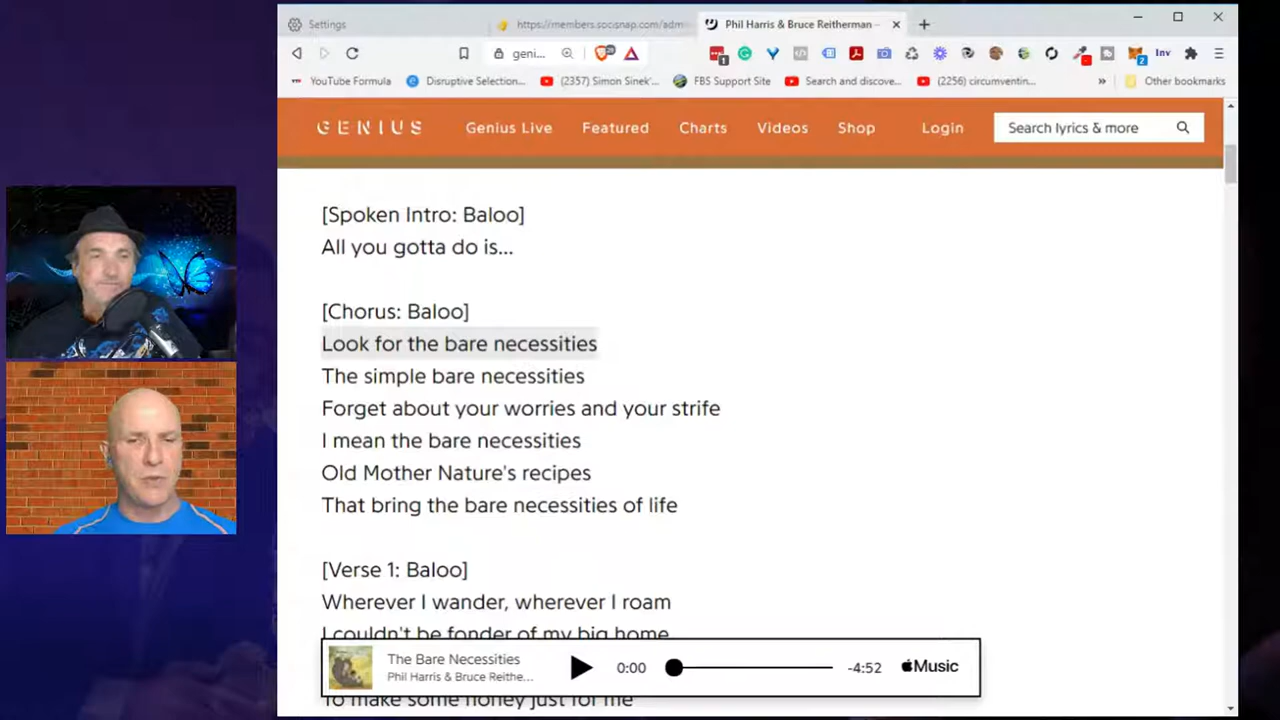 Settings
https://members.socisnap.com/adm
Phil Harris & Bruce Reitherman –
geni...
Inv
1
2
YouTube Formula
Disruptive Selection...
(2357) Simon Sinek'...
FBS Support Site
Search and discove...
(2256) circumventin...
»
Other bookmarks
GENIUS
Genius Live
Featured
Charts
Videos
Shop
Login
Search lyrics & more
[Spoken Intro: Baloo]
All you gotta do is...
[Chorus: Baloo]
Look for the bare necessities
The simple bare necessities
Forget about your worries and your strife
I mean the bare necessities
Old Mother Nature's recipes
That bring the bare necessities of life
[Verse 1: Baloo]
Wherever I wander, wherever I roam
I couldn't be fonder of my big home
The Bare Necessities
Phil Harris & Bruce Reithe...
0:00
-4:52
Music
To make some honey just for me